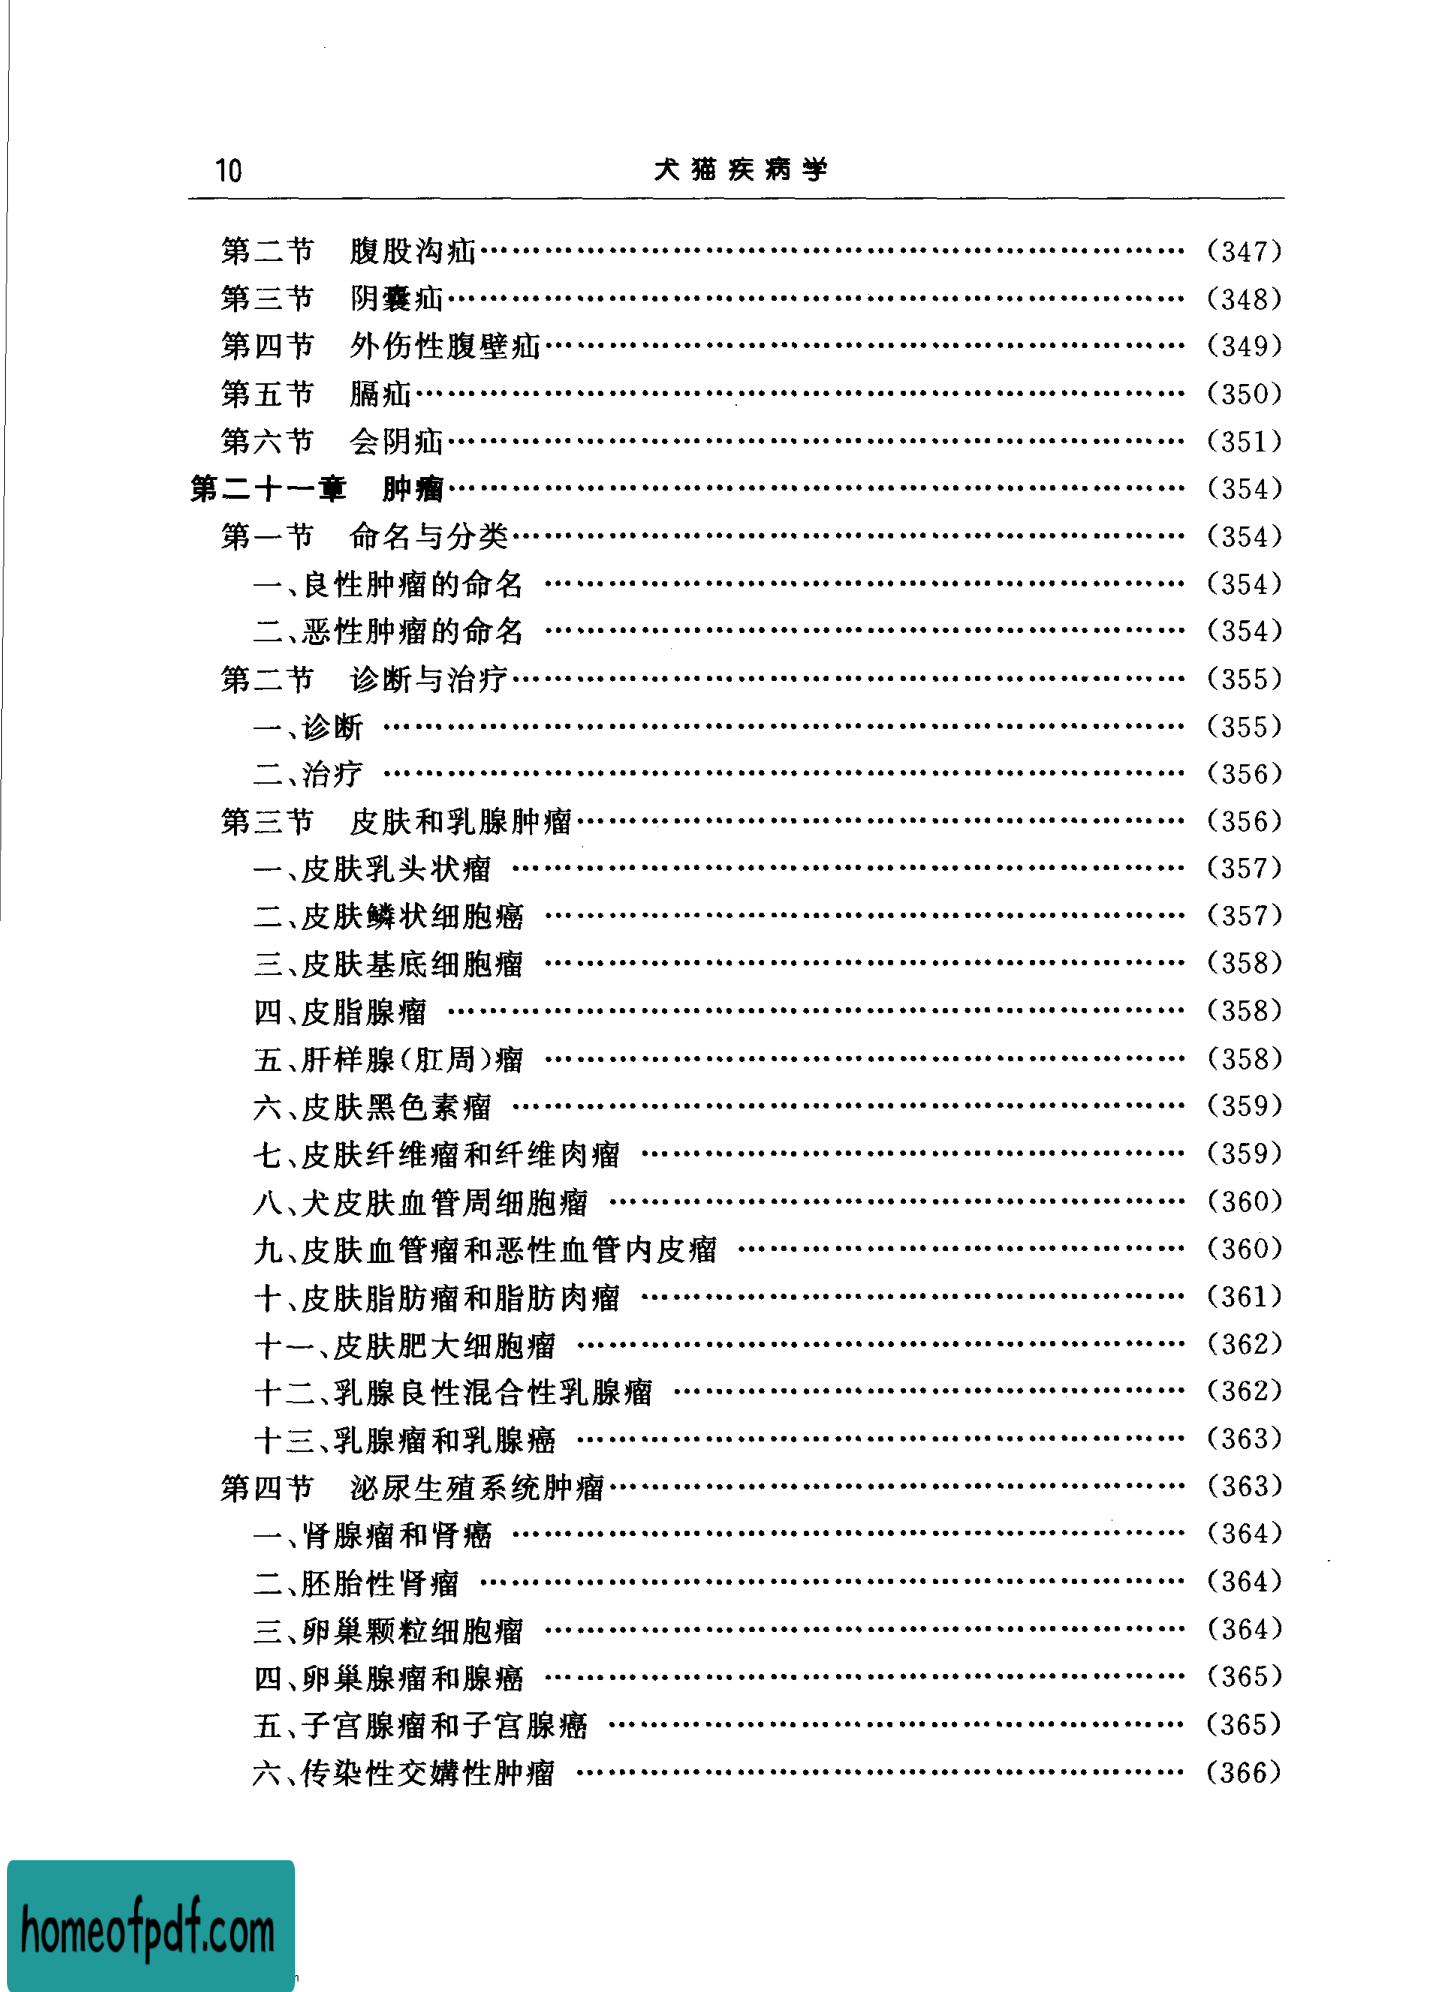 10 犬猫疾病学
第二节 腹股沟疝…………………………………………………… (347)
第三节 阴囊疝…………………………………………………… (348)
第四节 外伤性腹壁疝…………………………………………………… (349)
第五节 膈疝…………………………………………………… (350)
第六节 会阴疝…………………………………………………… (351)
第二十一章 肿瘤…………………………………………………… (354)
第一节 命名与分类…………………………………………………… (354)
一、良性肿瘤的命名 …………………………………………………… (354)
二、恶性肿瘤的命名 …………………………………………………… (354)
第二节 诊断与治疗…………………………………………………… (355)
一、诊断 …………………………………………………… (355)
二、治疗 …………………………………………………… (356)
第三节 皮肤和乳腺肿瘤…………………………………………………… (356)
一、皮肤乳头状瘤 …………………………………………………… (357)
二、皮肤鳞状细胞癌 …………………………………………………… (357)
三、皮肤基底细胞瘤 …………………………………………………… (358)
四、皮脂腺瘤 …………………………………………………… (358)
五、肝样腺(肛周)瘤 …………………………………………………… (358)
六、皮肤黑色素瘤 …………………………………………………… (359)
七、皮肤纤维瘤和纤维肉瘤 …………………………………………… (359)
八、犬皮肤血管周细胞瘤 …………………………………………… (360)
九、皮肤血管瘤和恶性血管内皮瘤 …………………………………… (360)
十、皮肤脂肪瘤和脂肪肉瘤 …………………………………………… (361)
十一、皮肤肥大细胞瘤 …………………………………………… (362)
十二、乳腺良性混合性乳腺瘤 …………………………………………… (362)
十三、乳腺瘤和乳腺癌 …………………………………………… (363)
第四节 泌尿生殖系统肿瘤…………………………………………… (363)
一、肾腺瘤和肾癌 …………………………………………………… (364)
二、胚胎性肾瘤 …………………………………………………… (364)
三、卵巢颗粒细胞瘤 …………………………………………………… (364)
四、卵巢腺瘤和腺癌 …………………………………………………… (365)
五、子宫腺瘤和子宫腺癌 …………………………………………… (365)
六、传染性交媾性肿瘤 …………………………………………… (366)
homeofpdf.com